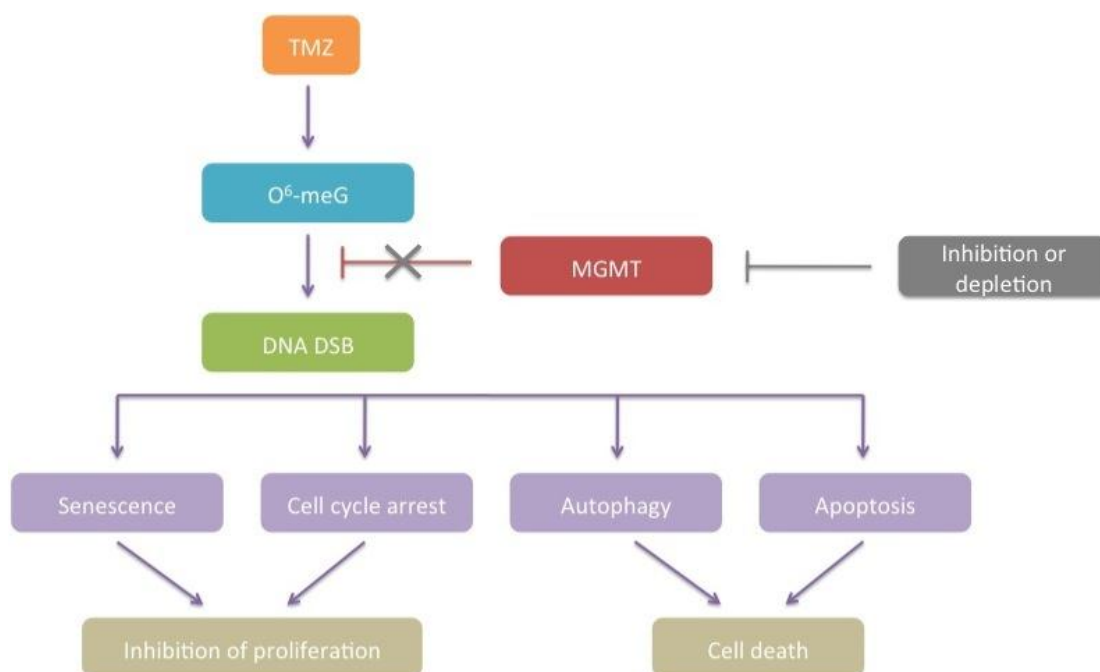 TMZ
O⁶-meG
MGMT
Inhibition or
depletion
DNA DSB
Senescence
Cell cycle arrest
Autophagy
Apoptosis
Inhibition of proliferation
Cell death